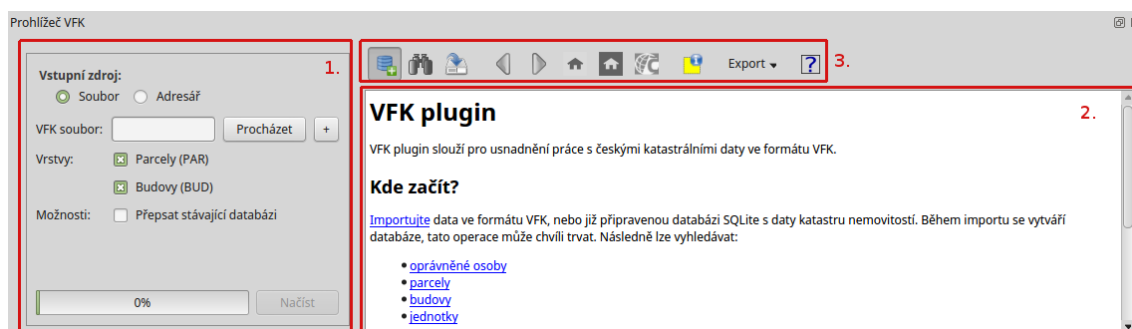 Prohlížeč VFK
1.
Vstupní zdroj:
Soubor Adresář
VFK soubor: Procházet +
Vrstvy: Parcely (PAR)
Budovy (BUD)
Možnosti: Přepsat stávající databázi
0% Načíst
Export ? 3.
2.
VFK plugin
VFK plugin slouží pro usnadnění práce s českými katastrálními daty ve formátu VFK.
Kde začít?
Importujte data ve formátu VFK, nebo již připravenou databázi SQLite s daty katastru nemovitostí. Během importu se vytváří
databáze, tato operace může chvíli trvat. Následně lze vyhledávat:
• oprávněné osoby
• parcely
• budovy
• jednotky